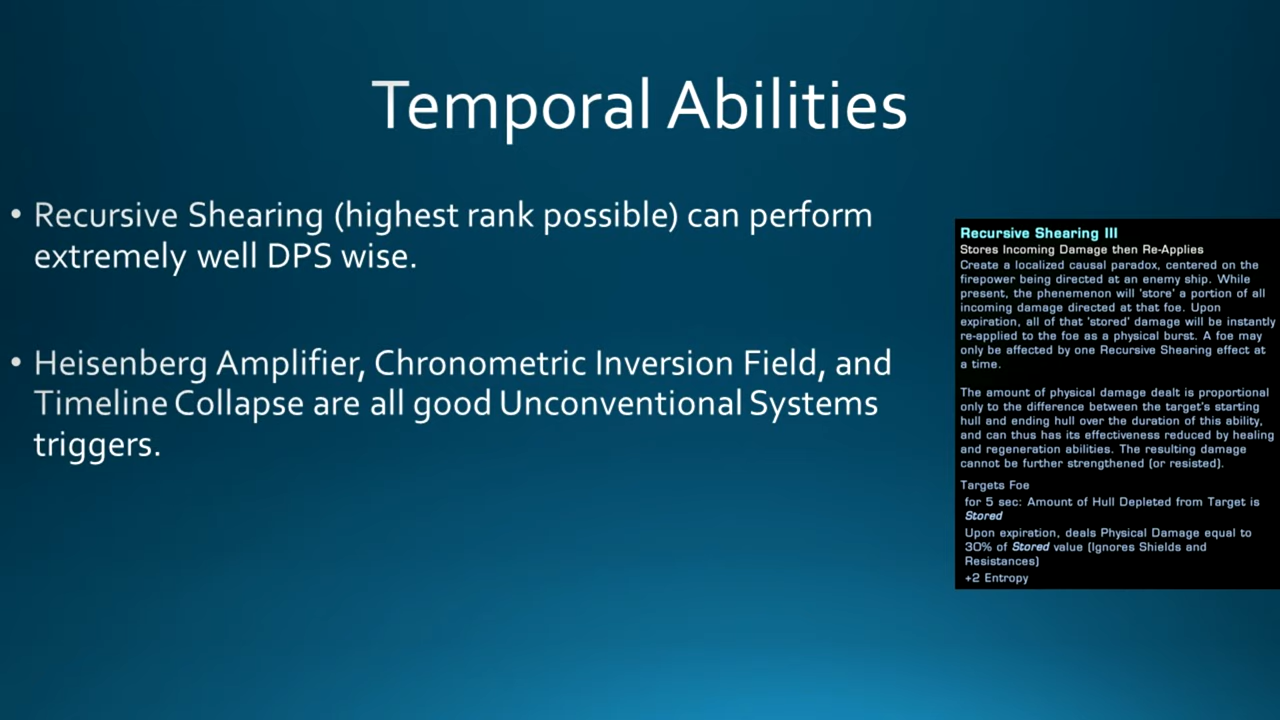 Temporal Abilities
• Recursive Shearing (highest rank possible) can perform
extremely well DPS wise.
• Heisenberg Amplifier, Chronometric Inversion Field, and
Timeline Collapse are all good Unconventional Systems
triggers.
Recursive Shearing III
Stores Incoming Damage then Re-Applies
Create a localized causal paradox, centered on the
firepower being directed at an enemy ship. While
present, the phenemenon will 'store' a portion of all
incoming damage directed at that foe. Upon
expiration, all of that 'stored' damage will be instantly
re-applied to the foe as a physical burst. A foe may
only be affected by one Recursive Shearing effect at
a time.
The amount of physical damage dealt is proportional
only to the difference between the target's starting
hull and ending hull over the duration of this ability,
and can thus has its effectiveness reduced by healing
and regeneration abilities. The resulting damage
cannot be further strengthened (or resisted).
Targets Foe
for 5 sec: Amount of Hull Depleted from Target is
Stored
Upon expiration, deals Physical Damage equal to
30% of Stored value (Ignores Shields and
Resistances)
+2 Entropy